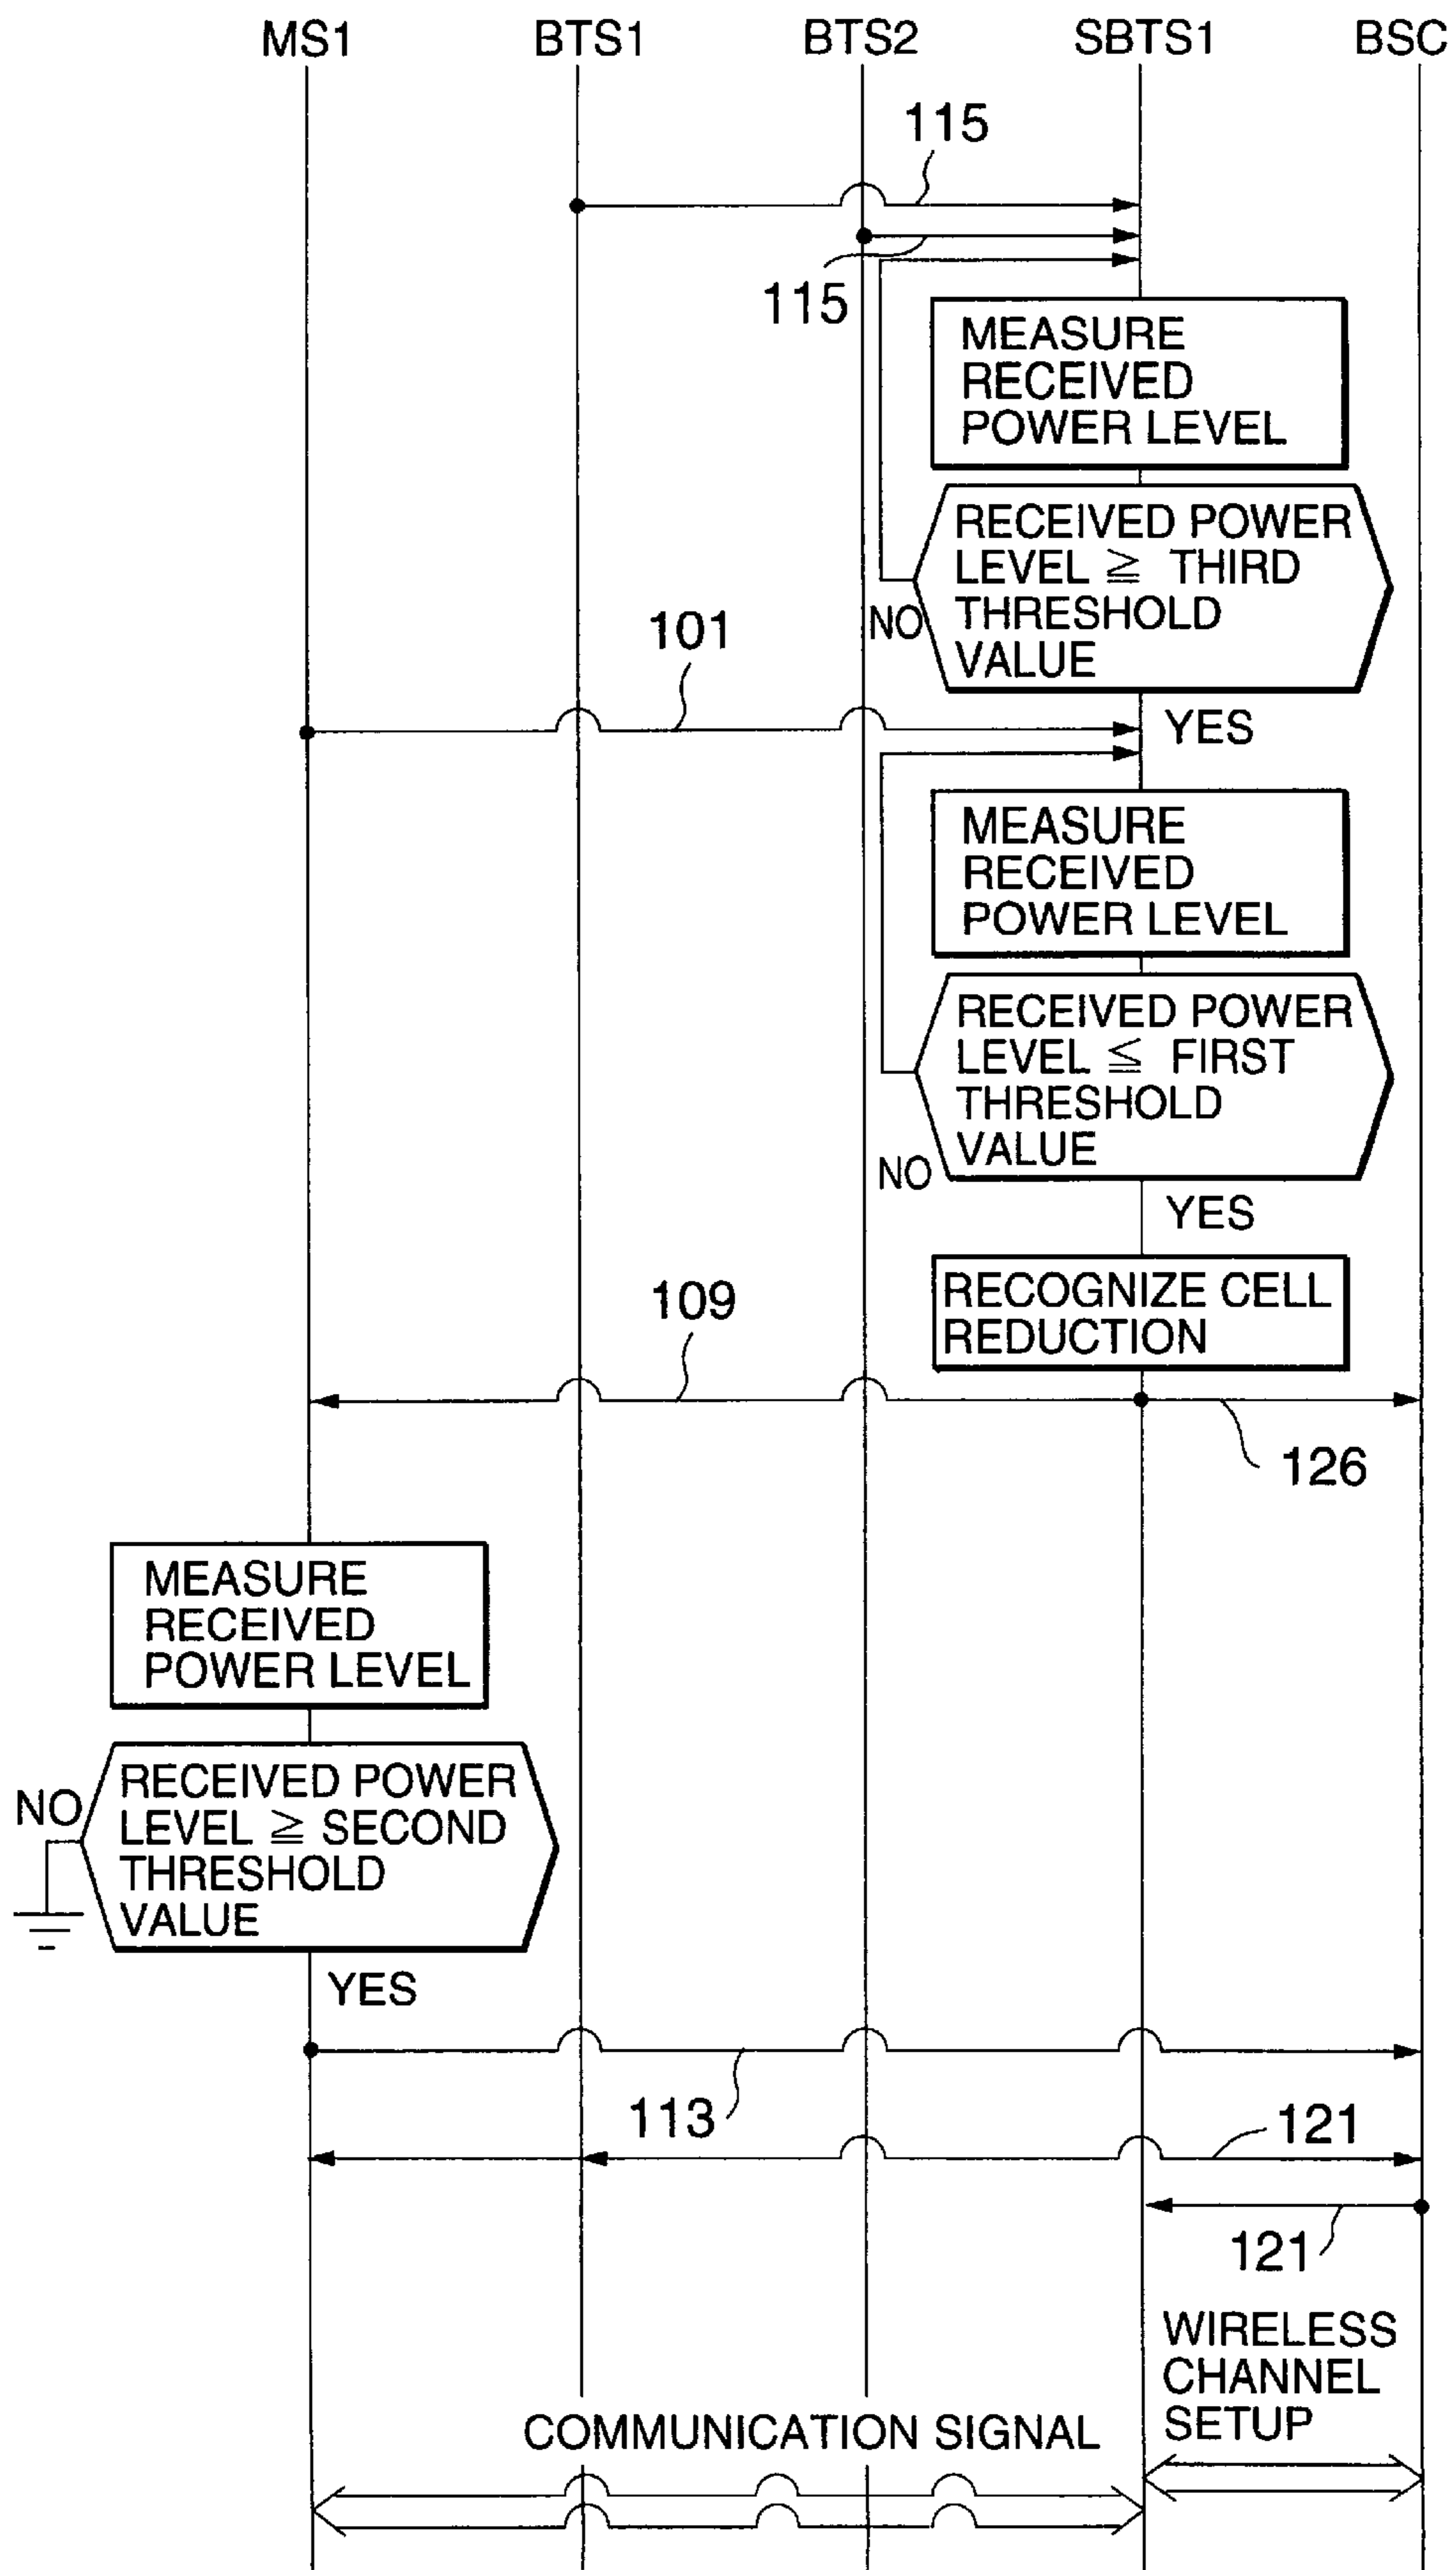 MS1 BTS1 BTS2 SBTS1 BSC
115
115
MEASURE
RECEIVED
POWER LEVEL
RECEIVED POWER
LEVEL ≧ THIRD
THRESHOLD
VALUE
NO
YES
101
MEASURE
RECEIVED
POWER LEVEL
RECEIVED POWER
LEVEL ≦ FIRST
THRESHOLD
VALUE
NO
YES
RECOGNIZE CELL
REDUCTION
109
126
MEASURE
RECEIVED
POWER LEVEL
RECEIVED POWER
LEVEL ≧ SECOND
THRESHOLD
VALUE
NO
YES
113
121
121
WIRELESS
CHANNEL
SETUP
COMMUNICATION SIGNAL